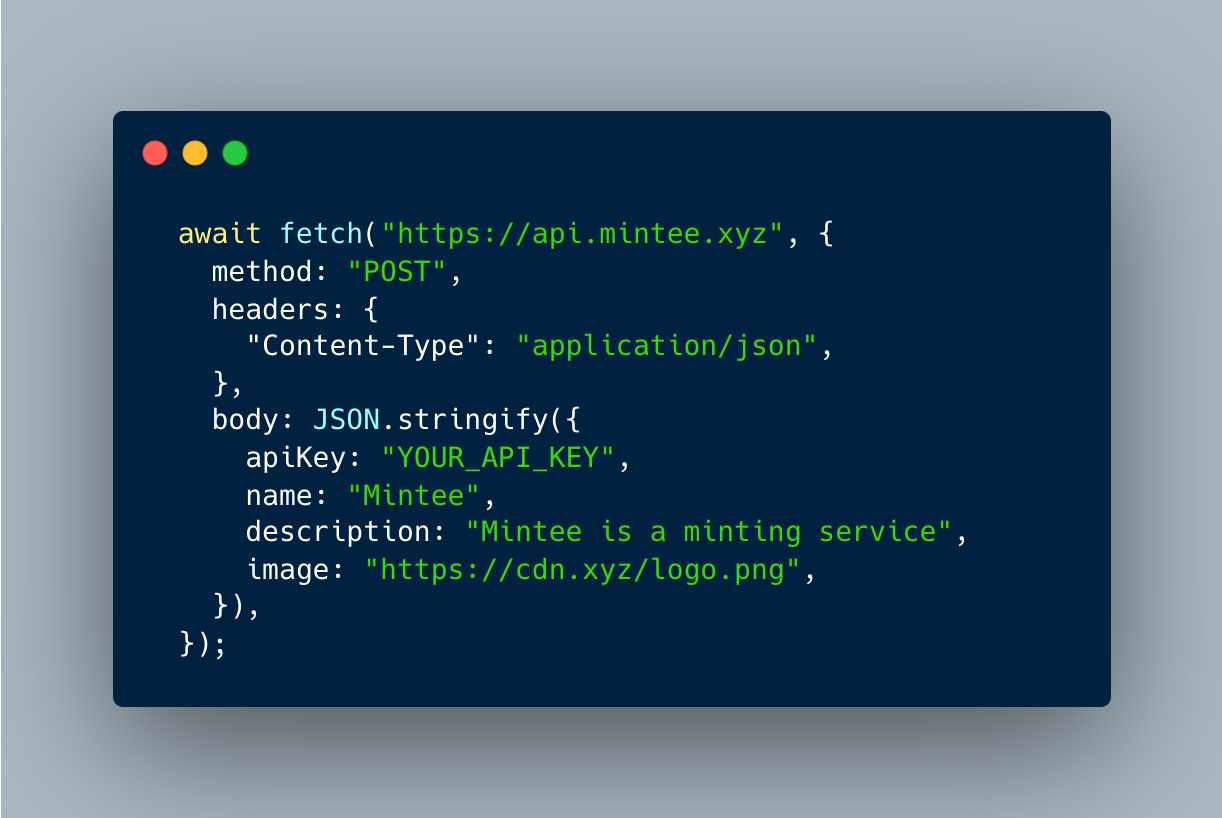 await fetch("https://api.mintee.xyz", {
  method: "POST",
  headers: {
    "Content-Type": "application/json",
  },
  body: JSON.stringify({
    apiKey: "YOUR_API_KEY",
    name: "Mintee",
    description: "Mintee is a minting service",
    image: "https://cdn.xyz/logo.png",
  }),
});